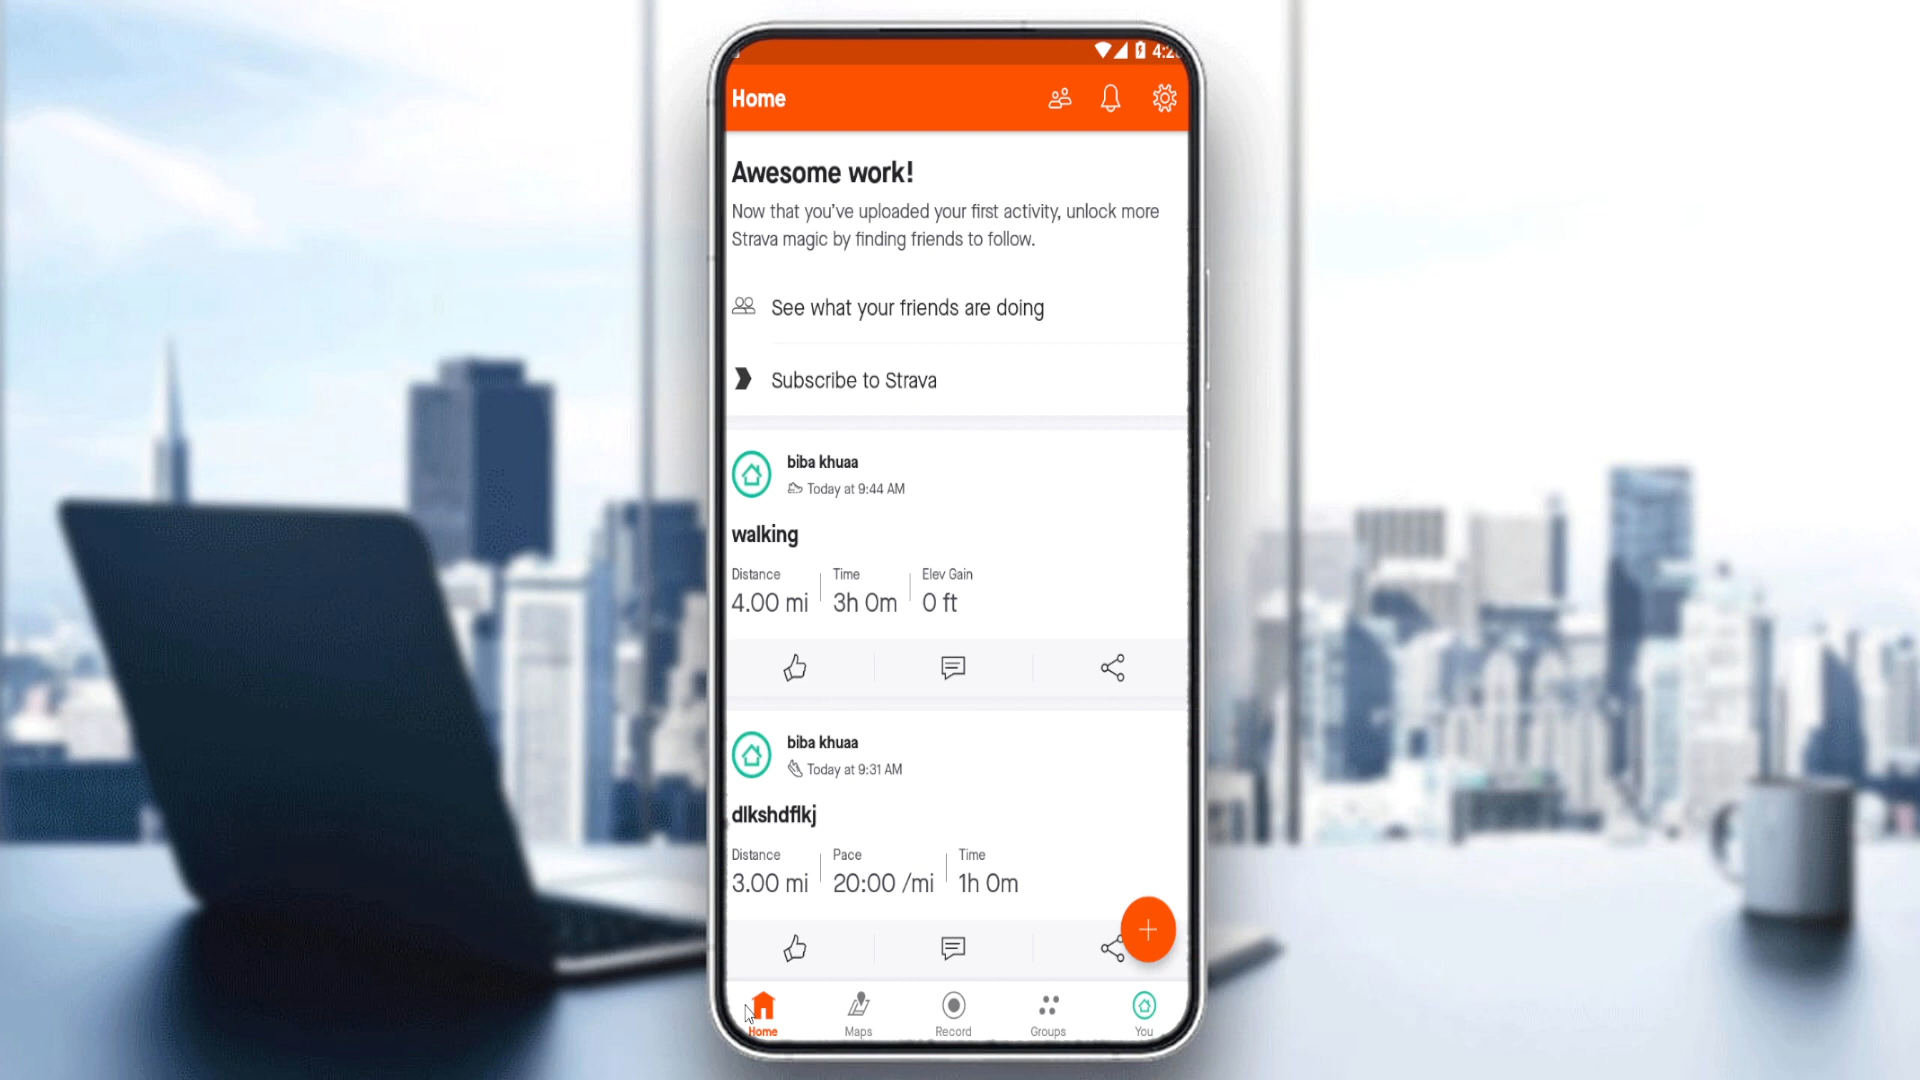 Home
Awesome work!
Now that you've uploaded your first activity, unlock more
Strava magic by finding friends to follow.
See what your friends are doing
Subscribe to Strava
biba khuaa
Today at 9:44 AM
walking
Distance Time Elev Gain
4.00 mi 3h 0m 0 ft
biba khuaa
Today at 9:31 AM
dlkshdflkj
Distance Pace Time
3.00 mi 20:00 /mi 1h 0m
Home Maps Record Groups You